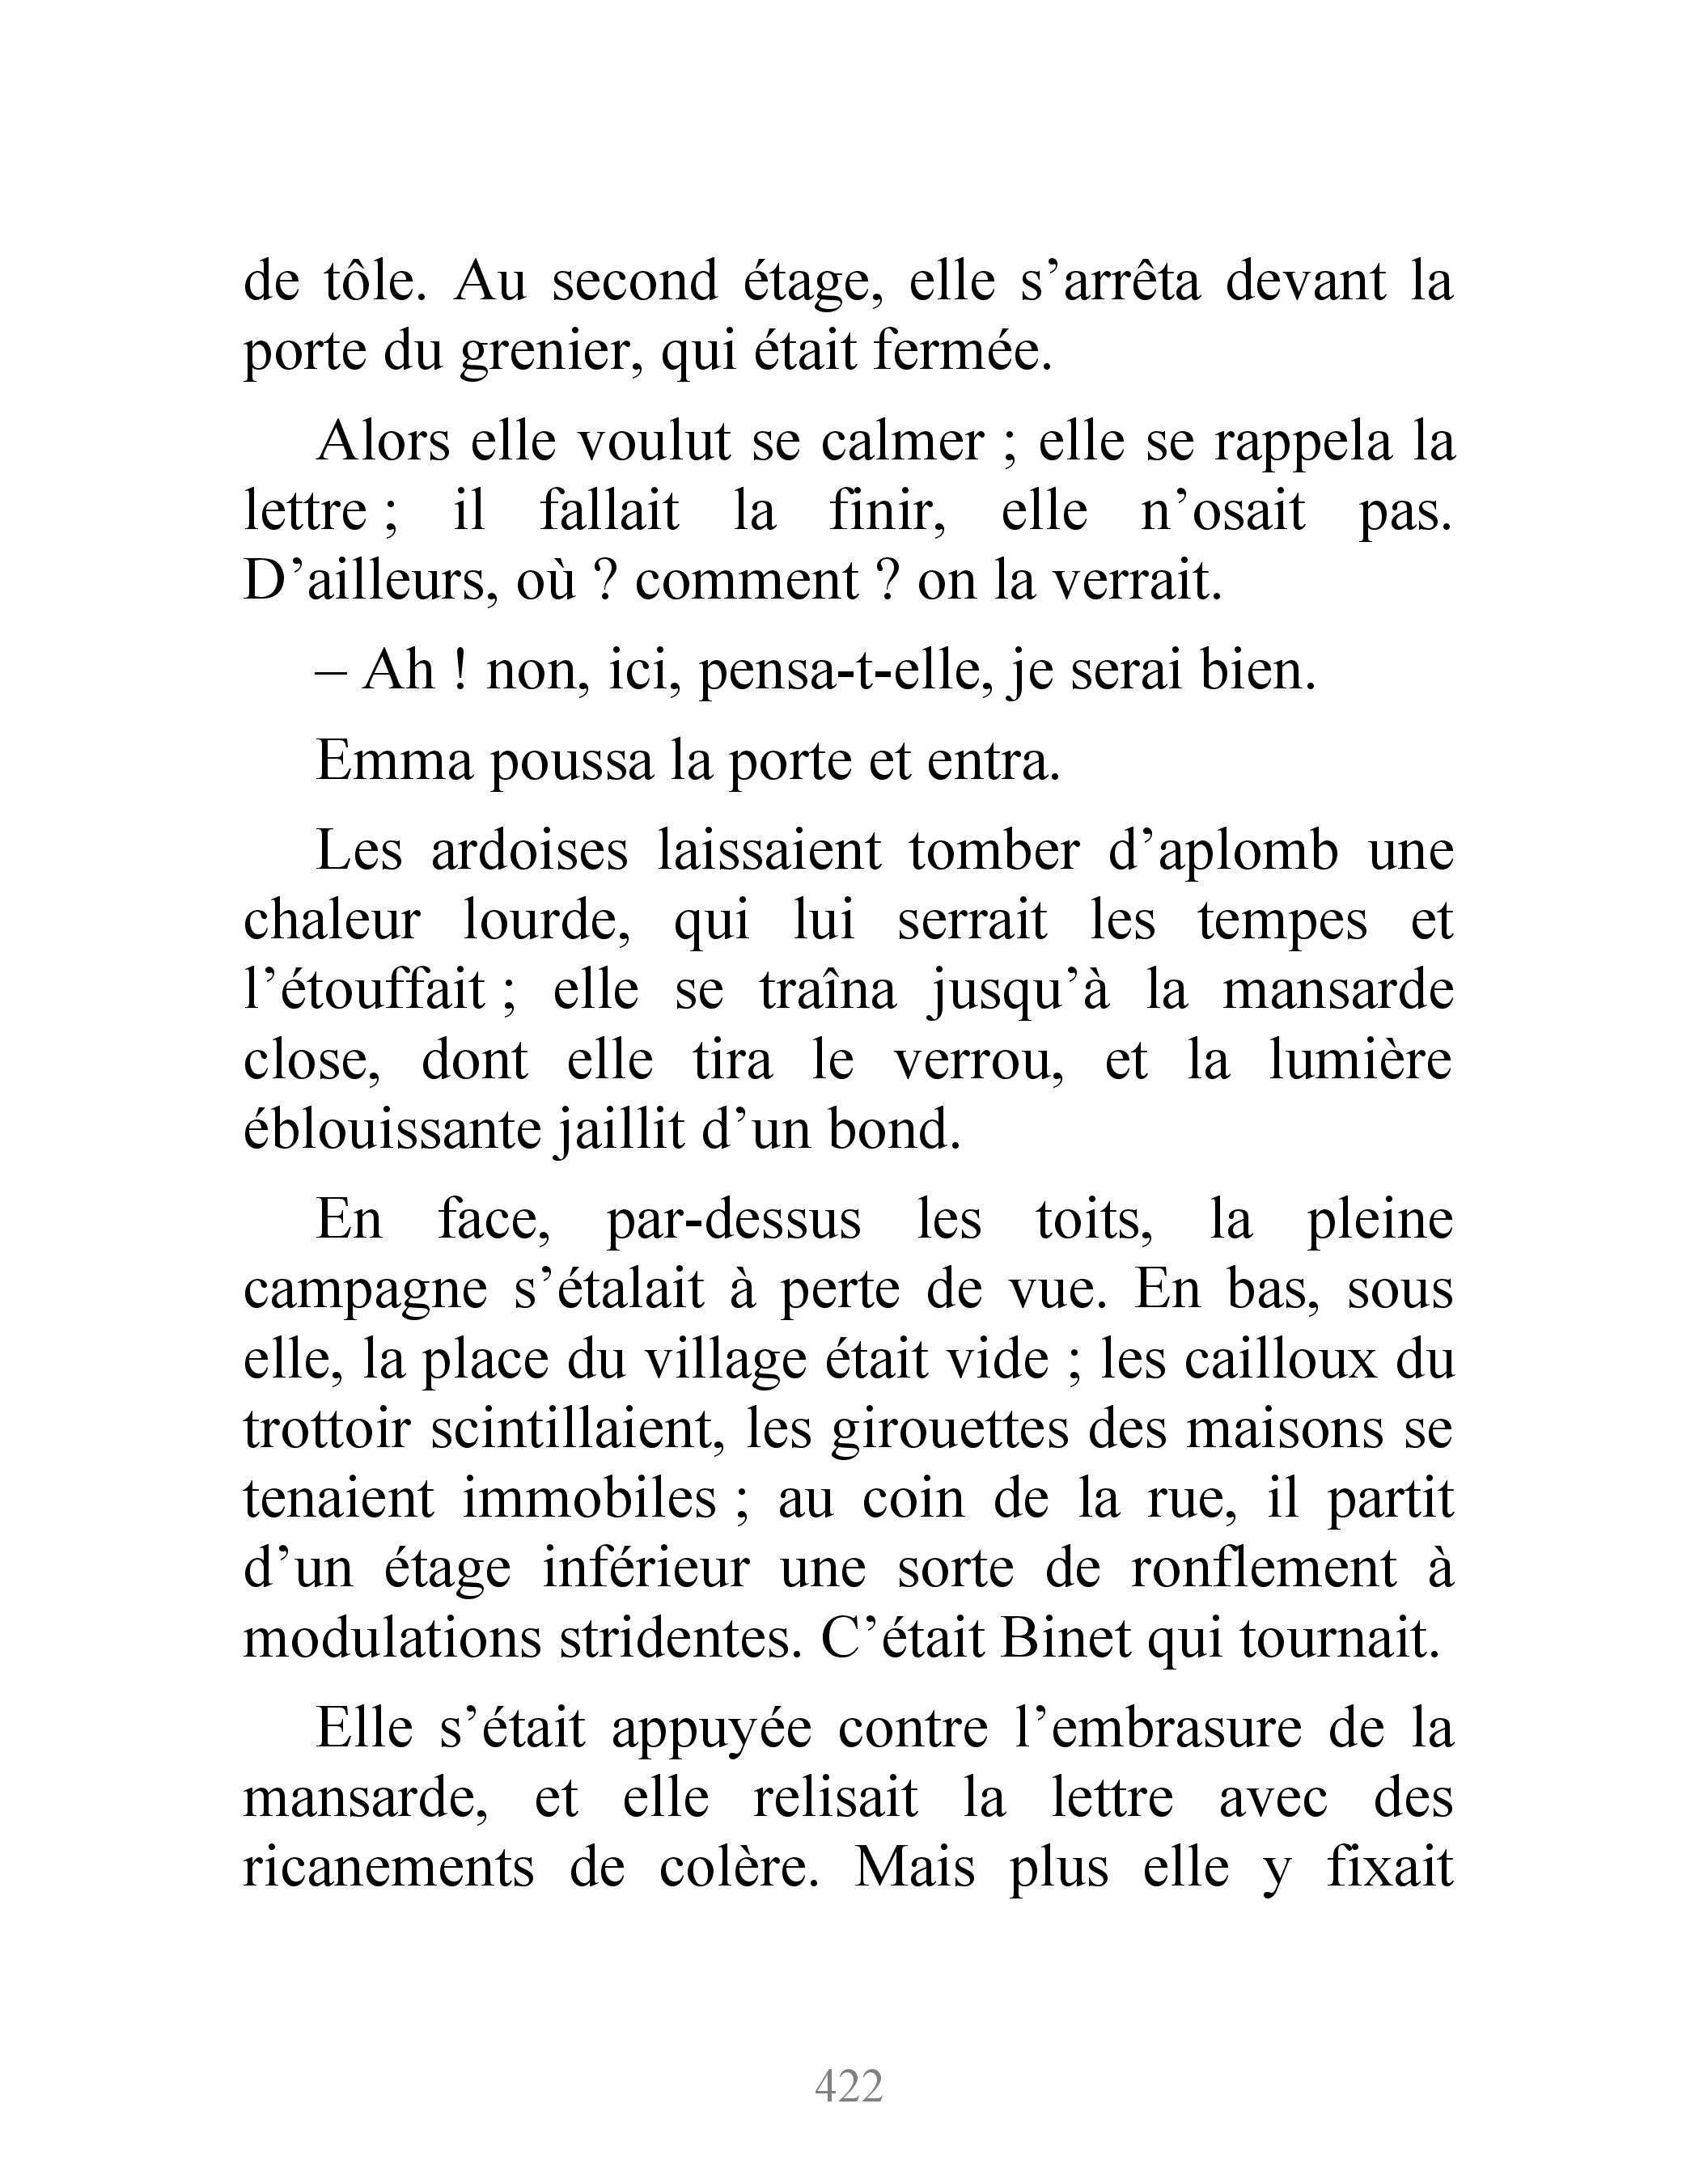 de tôle. Au second étage, elle s’arrêta devant la
porte du grenier, qui était fermée.
Alors elle voulut se calmer ; elle se rappela la
lettre ; il fallait la finir, elle n’osait pas.
D’ailleurs, où ? comment ? on la verrait.
– Ah ! non, ici, pensa-t-elle, je serai bien.
Emma poussa la porte et entra.
Les ardoises laissaient tomber d’aplomb une
chaleur lourde, qui lui serrait les tempes et
l’étouffait ; elle se traîna jusqu’à la mansarde
close, dont elle tira le verrou, et la lumière
éblouissante jaillit d’un bond.
En face, par-dessus les toits, la pleine
campagne s’étalait à perte de vue. En bas, sous
elle, la place du village était vide ; les cailloux du
trottoir scintillaient, les girouettes des maisons se
tenaient immobiles ; au coin de la rue, il partit
d’un étage inférieur une sorte de ronflement à
modulations stridentes. C’était Binet qui tournait.
Elle s’était appuyée contre l’embrasure de la
mansarde, et elle relisait la lettre avec des
ricanements de colère. Mais plus elle y fixait
422